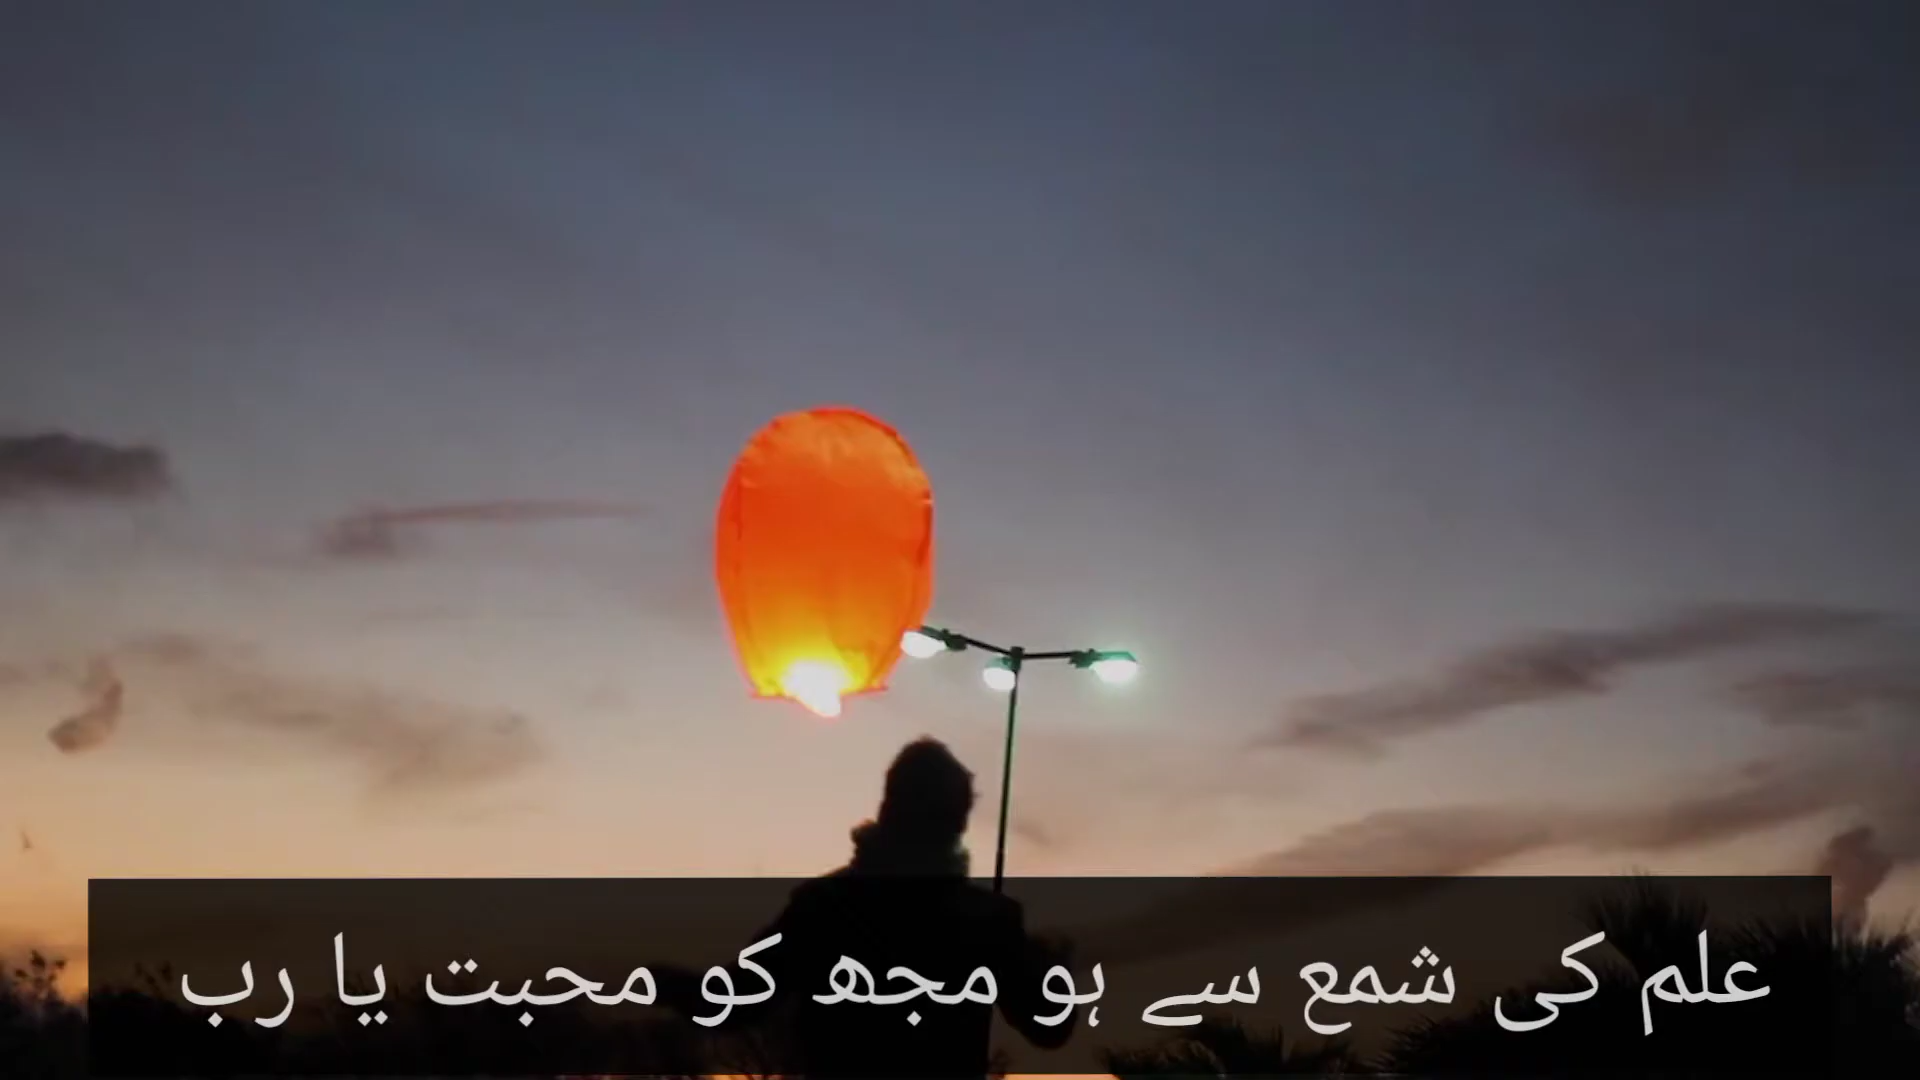 علم کی شمع سے ہو مجھ کو محبت یا رب